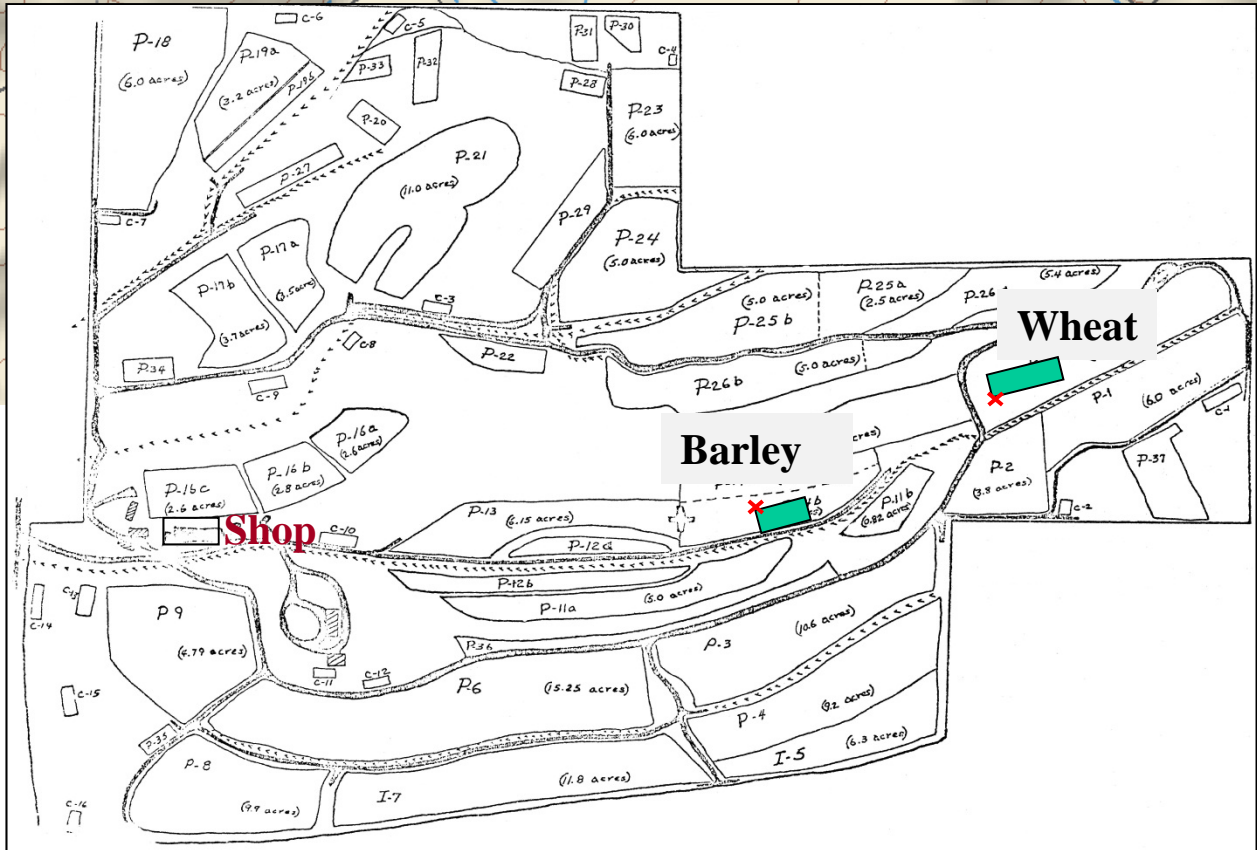 C-6
C-5
P-18
(6.0 acres)
P-19a
(3.2 acres)
P-19b
P-33
P-32
P-31
P-30
C-4
P-28
P-23
(6.0 acres)
P-20
P-27
P-21
(11.0 acres)
P-29
C-7
P-24
(5.0 acres)
P-17a
(3.5 acres)
P-17b
(3.7 acres)
C-3
(5.0 acres)
P-25b
P-25a
(2.5 acres)
(5.4 acres)
Wheat
P-34
C-8
C-9
P-22
P-26b
(5.0 acres)
P-1
(6.0 acres)
C-1
P-16a
(2.6 acres)
P-16b
(2.8 acres)
P-16c
(2.6 acres)
Barley
P-2
(3.8 acres)
P-37
C-2
P-11b
(0.82 acres)
Shop
C-10
P-13
(6.15 acres)
P-12a
P-12b
P-11a
(5.0 acres)
C-14
C-13
P 9
(4.79 acres)
C-11
C-12
P-36
P-3
(10.6 acres)
P-6
(15.25 acres)
P-4
(9.2 acres)
I-5
(6.3 acres)
C-15
P-35
P-8
(9.9 acres)
I-7
(11.8 acres)
C-16